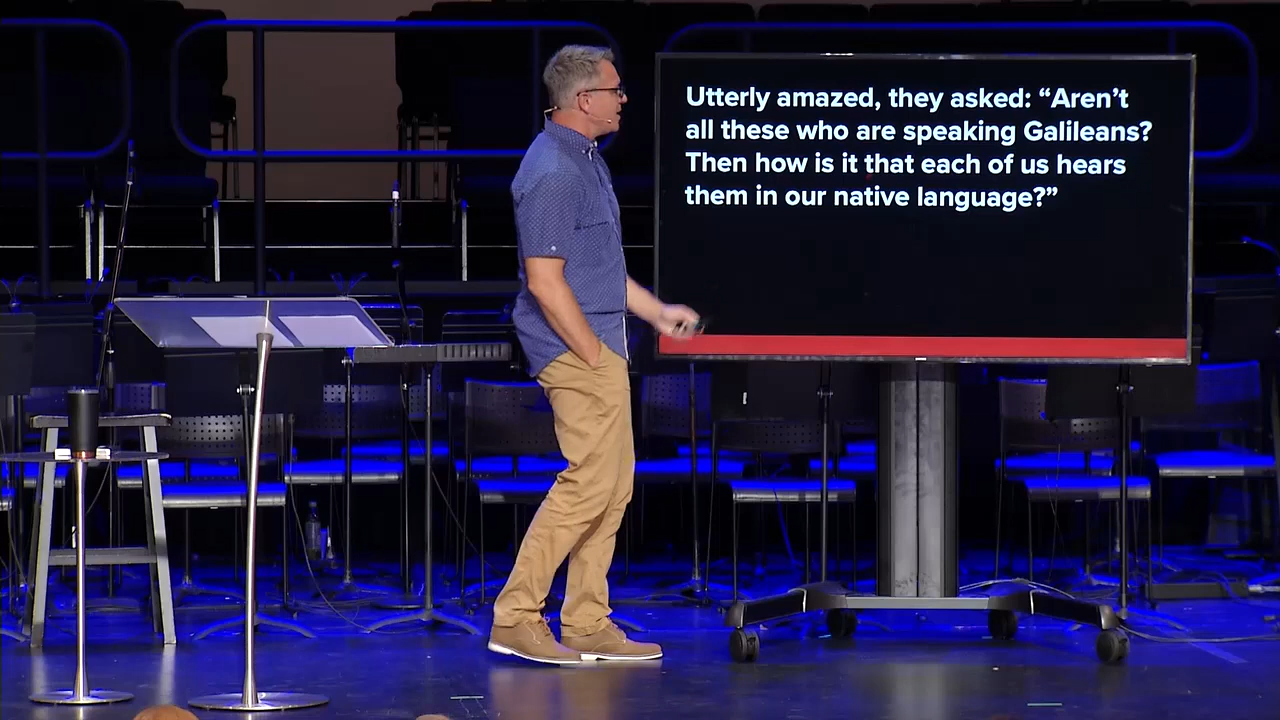 Utterly amazed, they asked: “Aren’t
all these who are speaking Galileans?
Then how is it that each of us hears
them in our native language?”